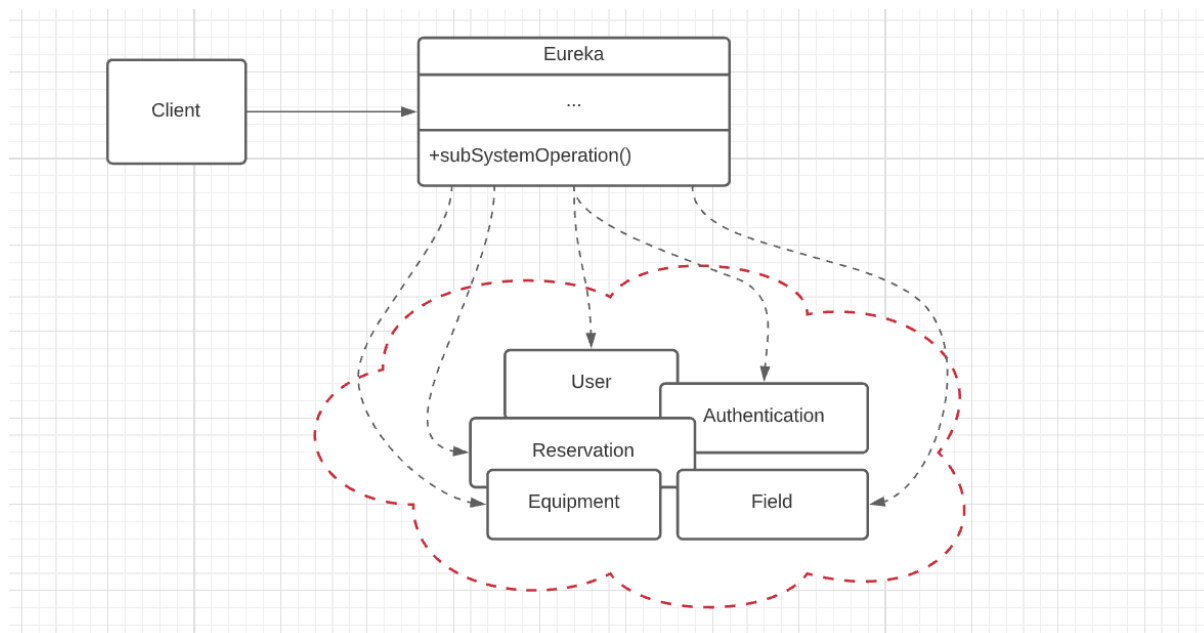 Eureka
Client
...
+subSystemOperation()
User
Authentication
Reservation
Equipment
Field